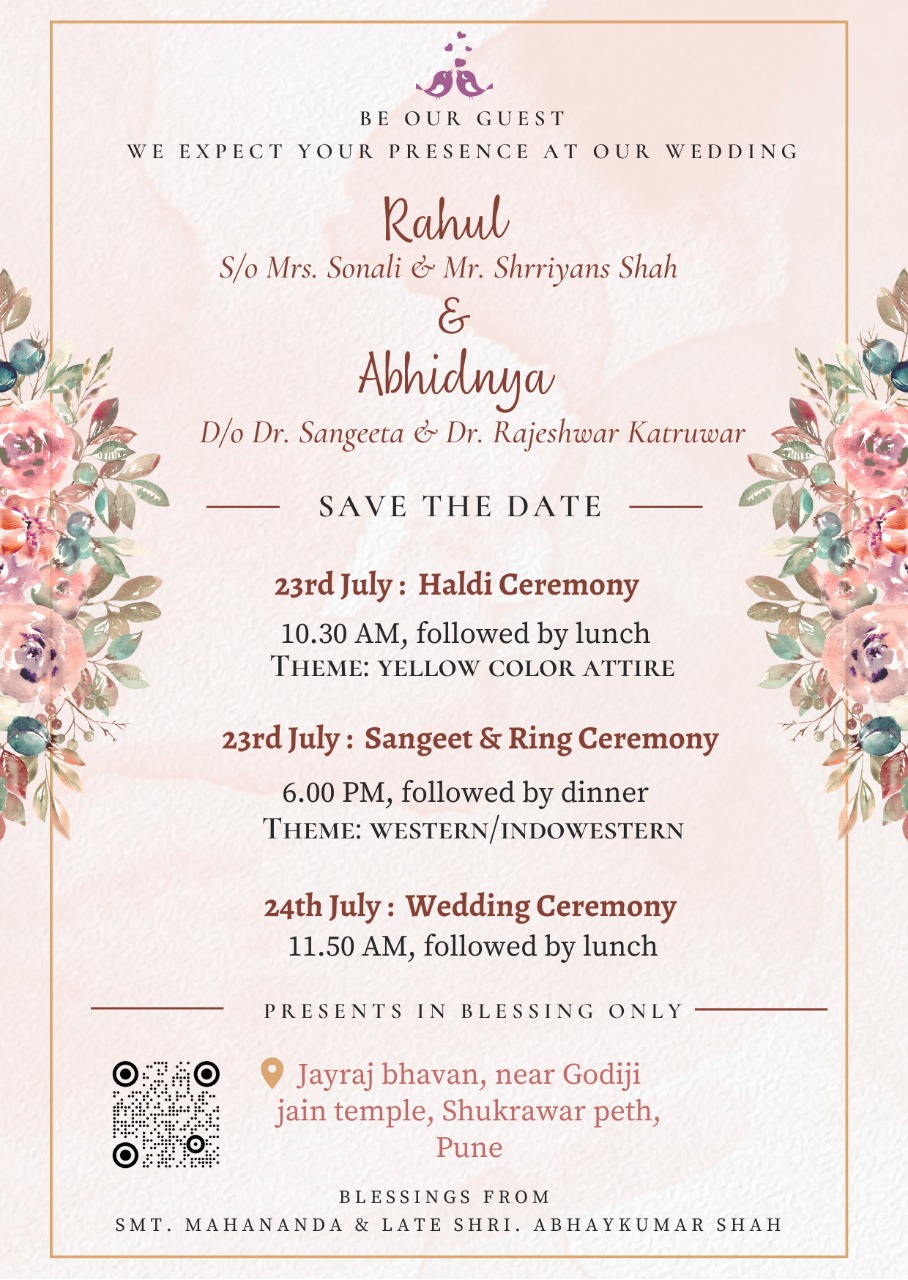 BE OUR GUEST
WE EXPECT YOUR PRESENCE AT OUR WEDDING
Rahul
S/o Mrs. Sonali & Mr. Shrriyans Shah
&
Abhidnya
D/o Dr. Sangeeta & Dr. Rajeshwar Katruwar
SAVE THE DATE
23rd July : Haldi Ceremony
10.30 AM, followed by lunch
THEME: YELLOW COLOR ATTIRE
23rd July : Sangeet & Ring Ceremony
6.00 PM, followed by dinner
THEME: WESTERN/INDOWESTERN
24th July : Wedding Ceremony
11.50 AM, followed by lunch
PRESENTS IN BLESSING ONLY
Jayraj bhavan, near Godiji
jain temple, Shukrawar peth,
Pune
BLESSINGS FROM
SMT. MAHANANDA & LATE SHRI. ABHAYKUMAR SHAH